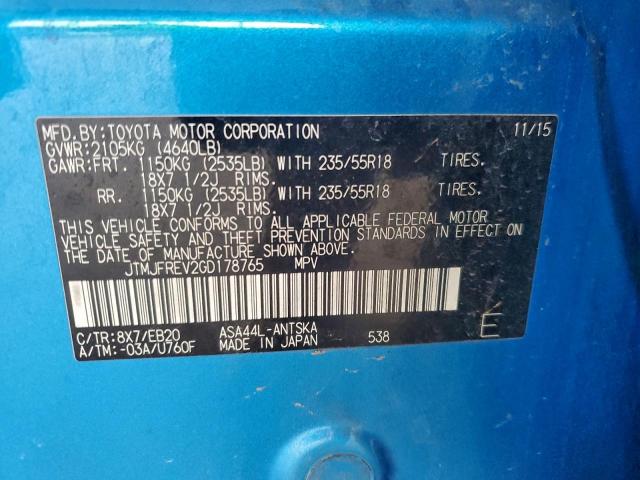 MFD.BY:TOYOTA MOTOR CORPORATION 11/15
GVWR:2105KG (4640LB)
GAWR:FRT. 1150KG (2535LB) WITH 235/55R18 TIRES.
18X7 1/2J RIMS.
RR. 1150KG (2535LB) WITH 235/55R18 TIRES.
18X7 1/2J RIMS.
THIS VEHICLE CONFORMS TO ALL APPLICABLE FEDERAL MOTOR
VEHICLE SAFETY AND THEFT PREVENTION STANDARDS IN EFFECT ON
THE DATE OF MANUFACTURE SHOWN ABOVE.
JTMJFREV2GD178765 MPV
C/TR:8X7/EB20 ASA44L-ANTSKA
A/TM:-03A/U760F MADE IN JAPAN 538 E